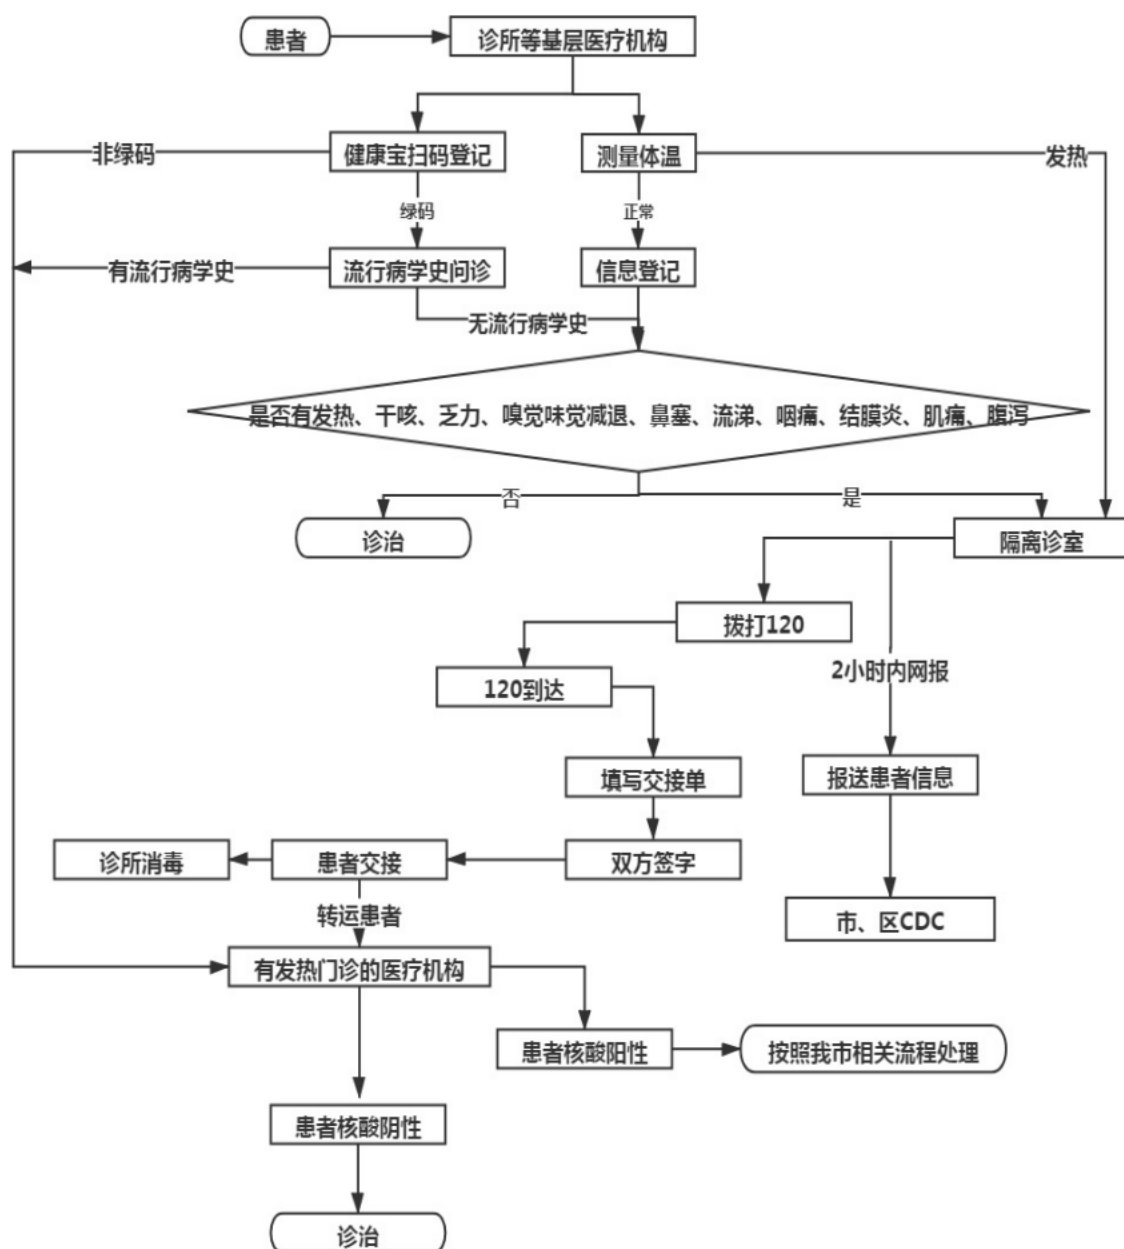 患者
诊所等基层医疗机构
非绿码
健康宝扫码登记
测量体温
发热
绿码
正常
有流行病学史
流行病学史问诊
信息登记
无流行病学史
是否有发热、干咳、乏力、嗅觉味觉减退、鼻塞、流涕、咽痛、结膜炎、肌痛、腹泻
否
是
诊治
隔离诊室
拨打120
2小时内网报
120到达
填写交接单
报送患者信息
诊所消毒
患者交接
双方签字
转运患者
市、区CDC
有发热门诊的医疗机构
患者核酸阳性
按照我市相关流程处理
患者核酸阴性
诊治